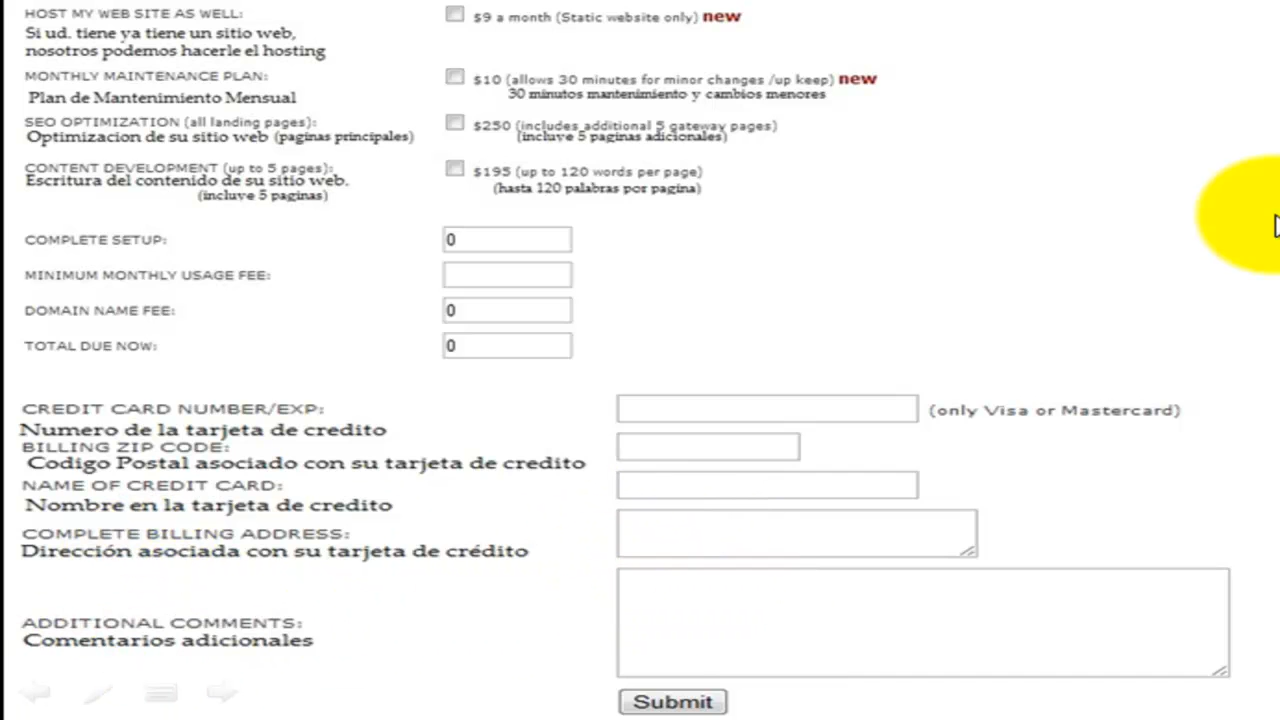 HOST MY WEB SITE AS WELL:
$9 a month (Static website only) new
Si ud. tiene ya tiene un sitio web,
nosotros podemos hacerle el hosting
MONTHLY MAINTENANCE PLAN:
$10 (allows 30 minutes for minor changes /up keep) new
Plan de Mantenimiento Mensual
30 minutos mantenimiento y cambios menores
SEO OPTIMIZATION (all landing pages):
$250 (includes additional 5 gateway pages)
Optimizacion de su sitio web (paginas principales)
(incluye 5 paginas adicionales)
CONTENT DEVELOPMENT (up to 5 pages):
$195 (up to 120 words per page)
Escritura del contenido de su sitio web.
(incluye 5 paginas)
(hasta 120 palabras por pagina)
COMPLETE SETUP:
0
MINIMUM MONTHLY USAGE FEE:
DOMAIN NAME FEE:
0
TOTAL DUE NOW:
0
CREDIT CARD NUMBER/EXP:
(only Visa or Mastercard)
Numero de la tarjeta de credito
BILLING ZIP CODE:
Codigo Postal asociado con su tarjeta de credito
NAME OF CREDIT CARD:
Nombre en la tarjeta de credito
COMPLETE BILLING ADDRESS:
Dirección asociada con su tarjeta de crédito
ADDITIONAL COMMENTS:
Comentarios adicionales
Submit